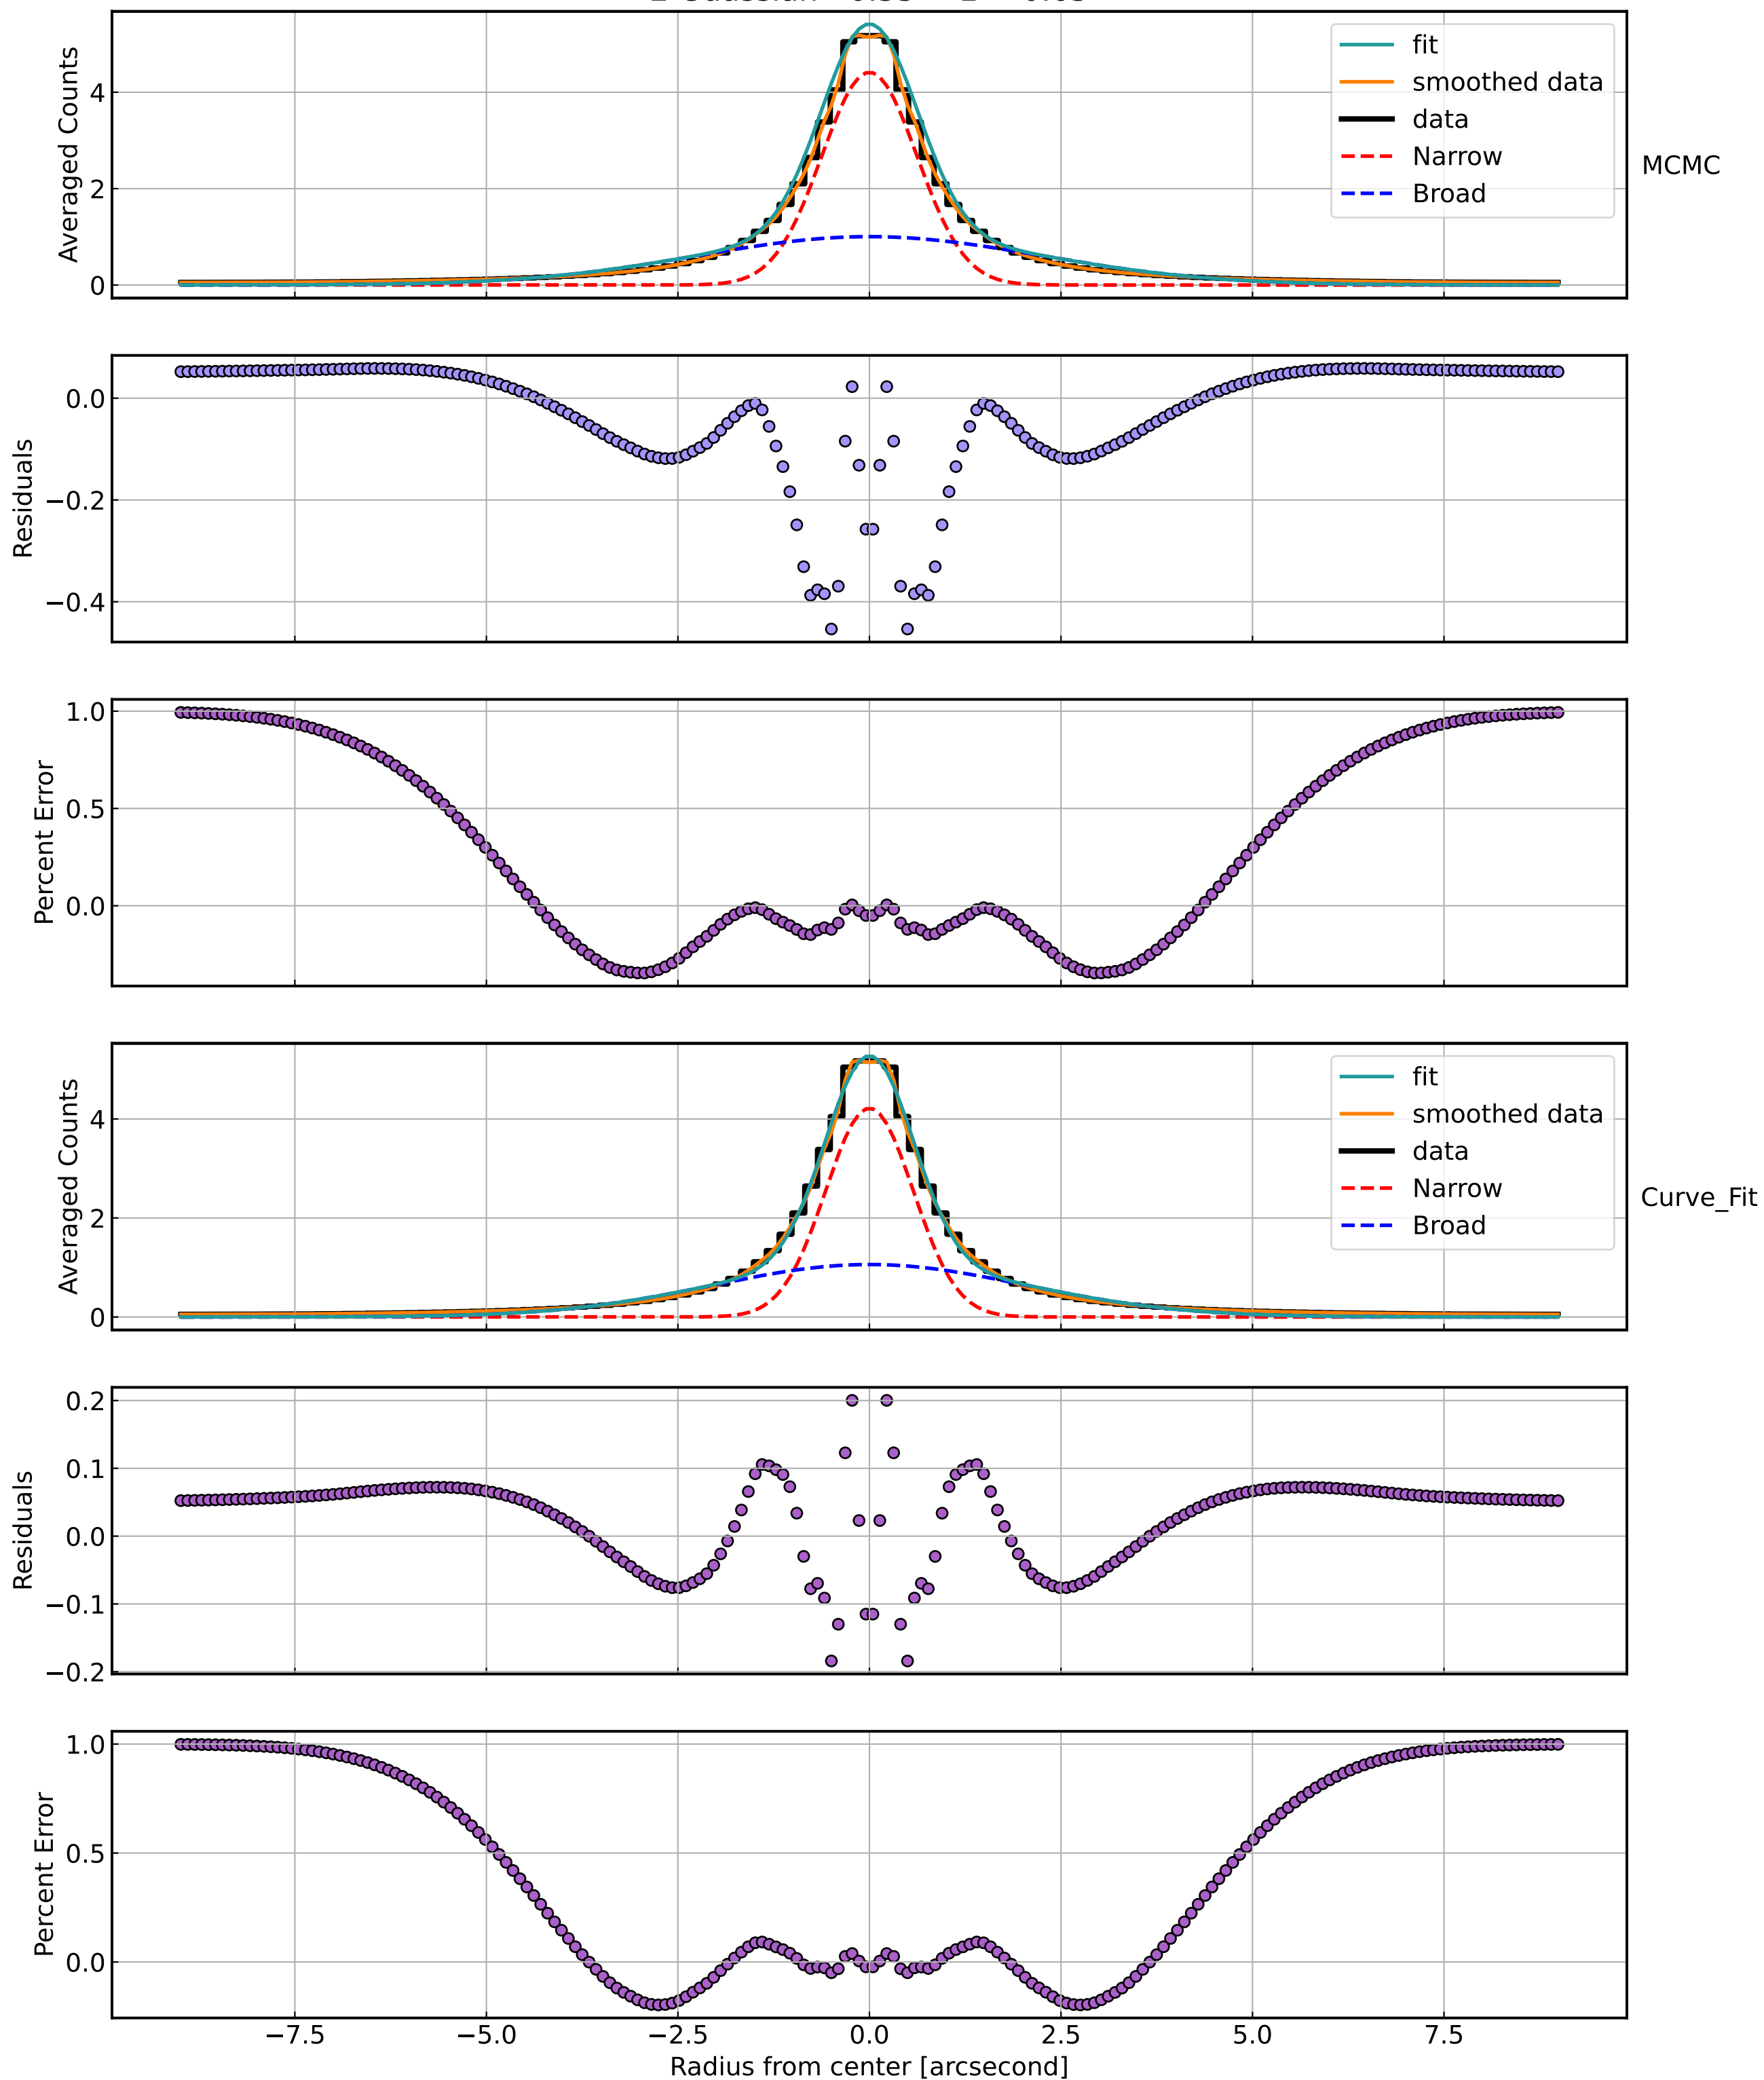 4
2
0
Averaged Counts
fit
smoothed data
data
Narrow
Broad
MCMC
0.0
−0.2
−0.4
Residuals
1.0
0.5
0.0
Percent Error
4
2
0
Averaged Counts
fit
smoothed data
data
Narrow
Broad
Curve_Fit
0.2
0.1
0.0
−0.1
−0.2
Residuals
1.0
0.5
0.0
Percent Error
−7.5
−5.0
−2.5
0.0
2.5
5.0
7.5
Radius from center [arcsecond]